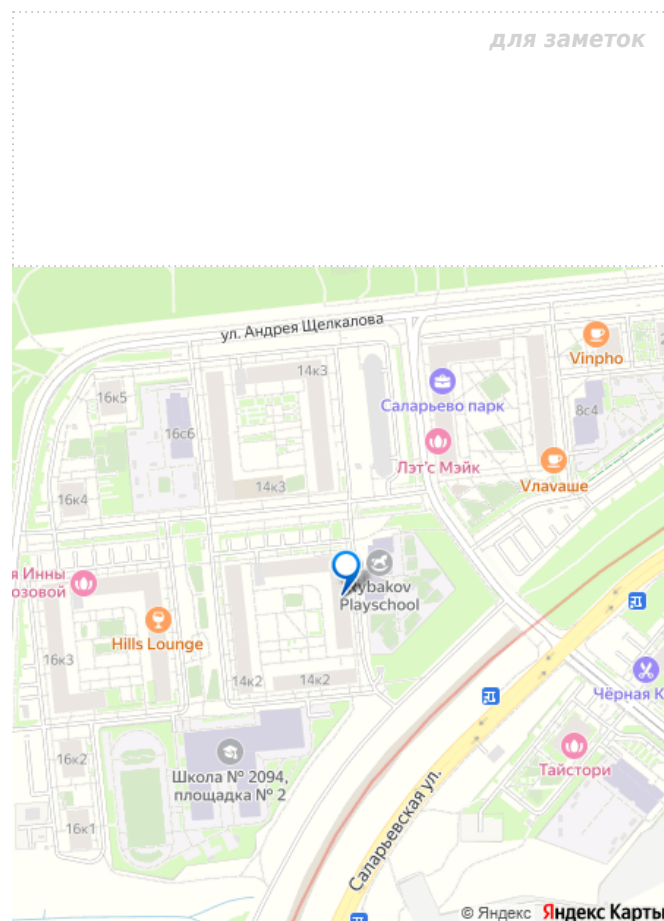 для заметок
ул. Андрея Щелкалова
Vinpho
14к3
16к5
Саларьево парк
8с4
16с6
Лэт'с Мэйк
Vлаваше
14к3
16к4
я Инны
озовой
Rybakov
Playschool
Hills Lounge
16к3
14к2
14к2
Чёрная К
16к2
Школа № 2094,
площадка № 2
Тайстори
16к1
Саларьевская ул.
© Яндекс Яндекс Карты